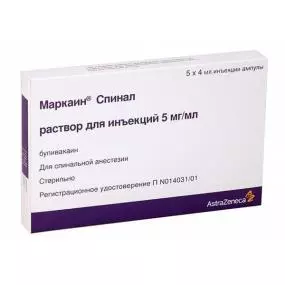 5 x 4 мл инъекции ампулы
Маркаин® Спинал
раствор для инъекций 5 мг/мл
бупивакаин
Для спинальной анестезии
Стерильно
Регистрационное удостоверение П N014031/01
AstraZeneca